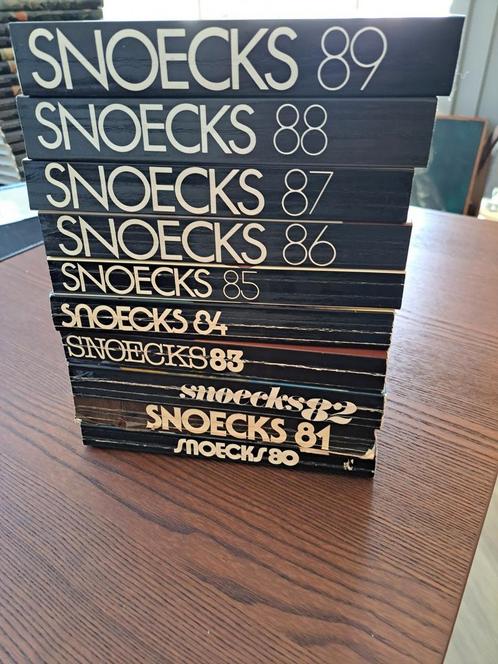 SNOECKS 89
SNOECKS 88
SNOECKS 87
SNOECKS 86
SNOECKS 85
SNOECKS 84
SNOECKS 83
snoecks 82
SNOECKS 81
SNOECKS 80